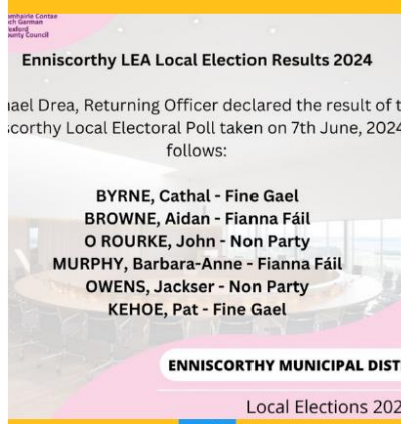 Enniscorthy LEA Local Election Results 2024
ael Drea, Returning Officer declared the result of t
scorthy Local Electoral Poll taken on 7th June, 2024
follows:
BYRNE, Cathal - Fine Gael
BROWNE, Aidan - Fianna Fáil
O ROURKE, John - Non Party
MURPHY, Barbara-Anne - Fianna Fáil
OWENS, Jackser - Non Party
KEHOE, Pat - Fine Gael
ENNISCORTHY MUNICIPAL DIST
Local Elections 202